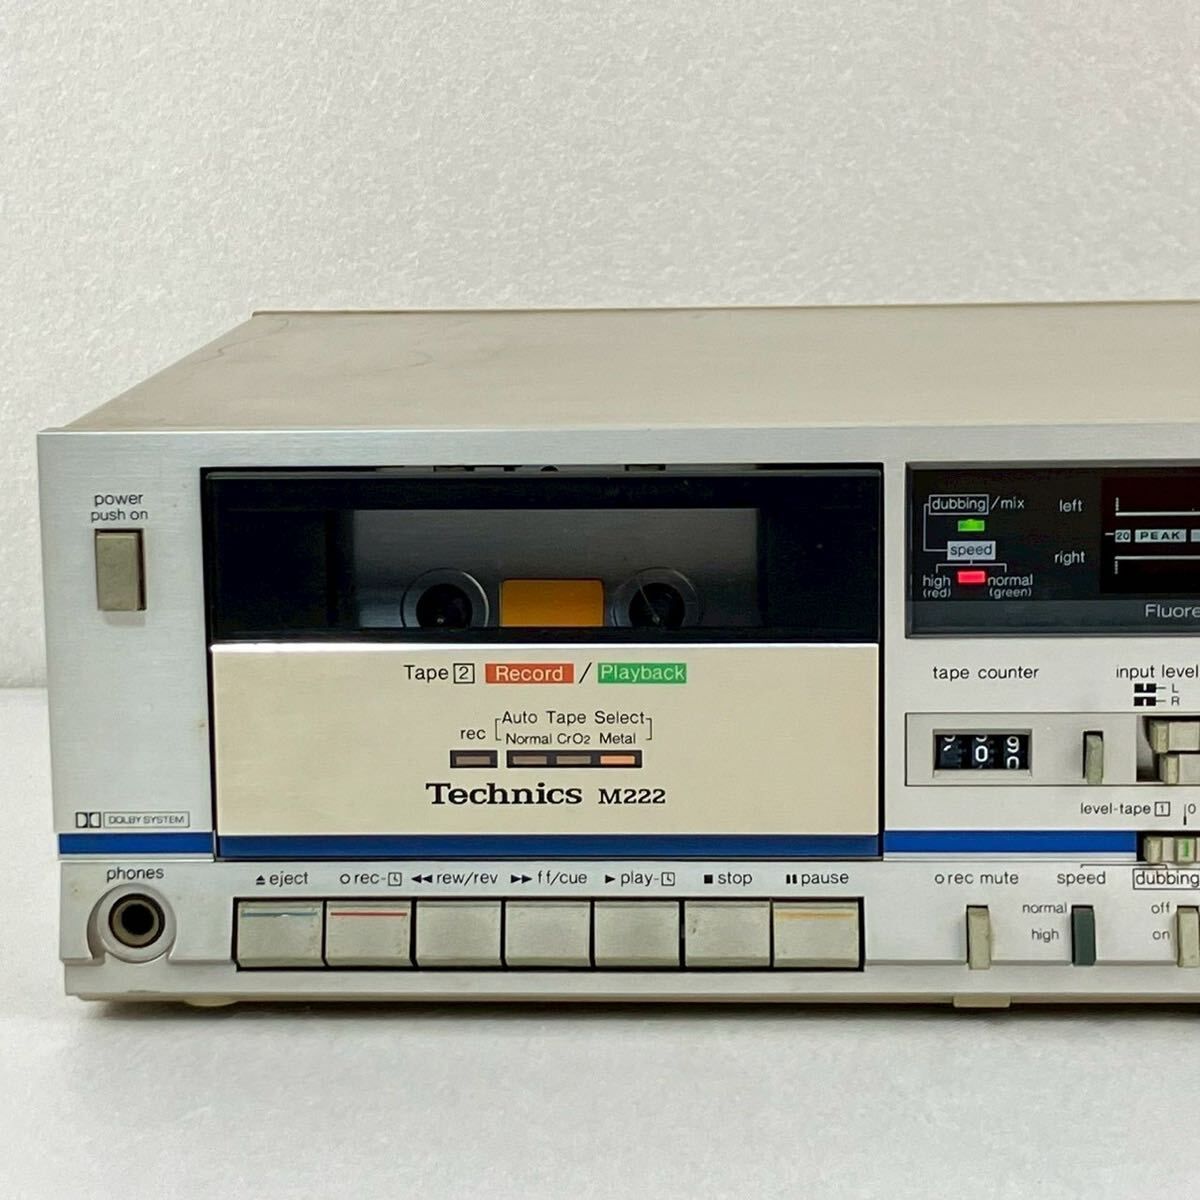 power
push on
DOLBY SYSTEM
phones
Tape 2 Record / Playback
Auto Tape Select
rec Normal CrO2 Metal
Technics M222
eject
rec-
rew/rev
ff/cue
play-
stop
pause
dubbing/mix
speed
high
(red)
normal
(green)
left
-20 PEAK
right
Fluore
tape counter
input level
L
R
09
level-tape 1
0
rec mute
speed
normal
high
dubbing
off
on